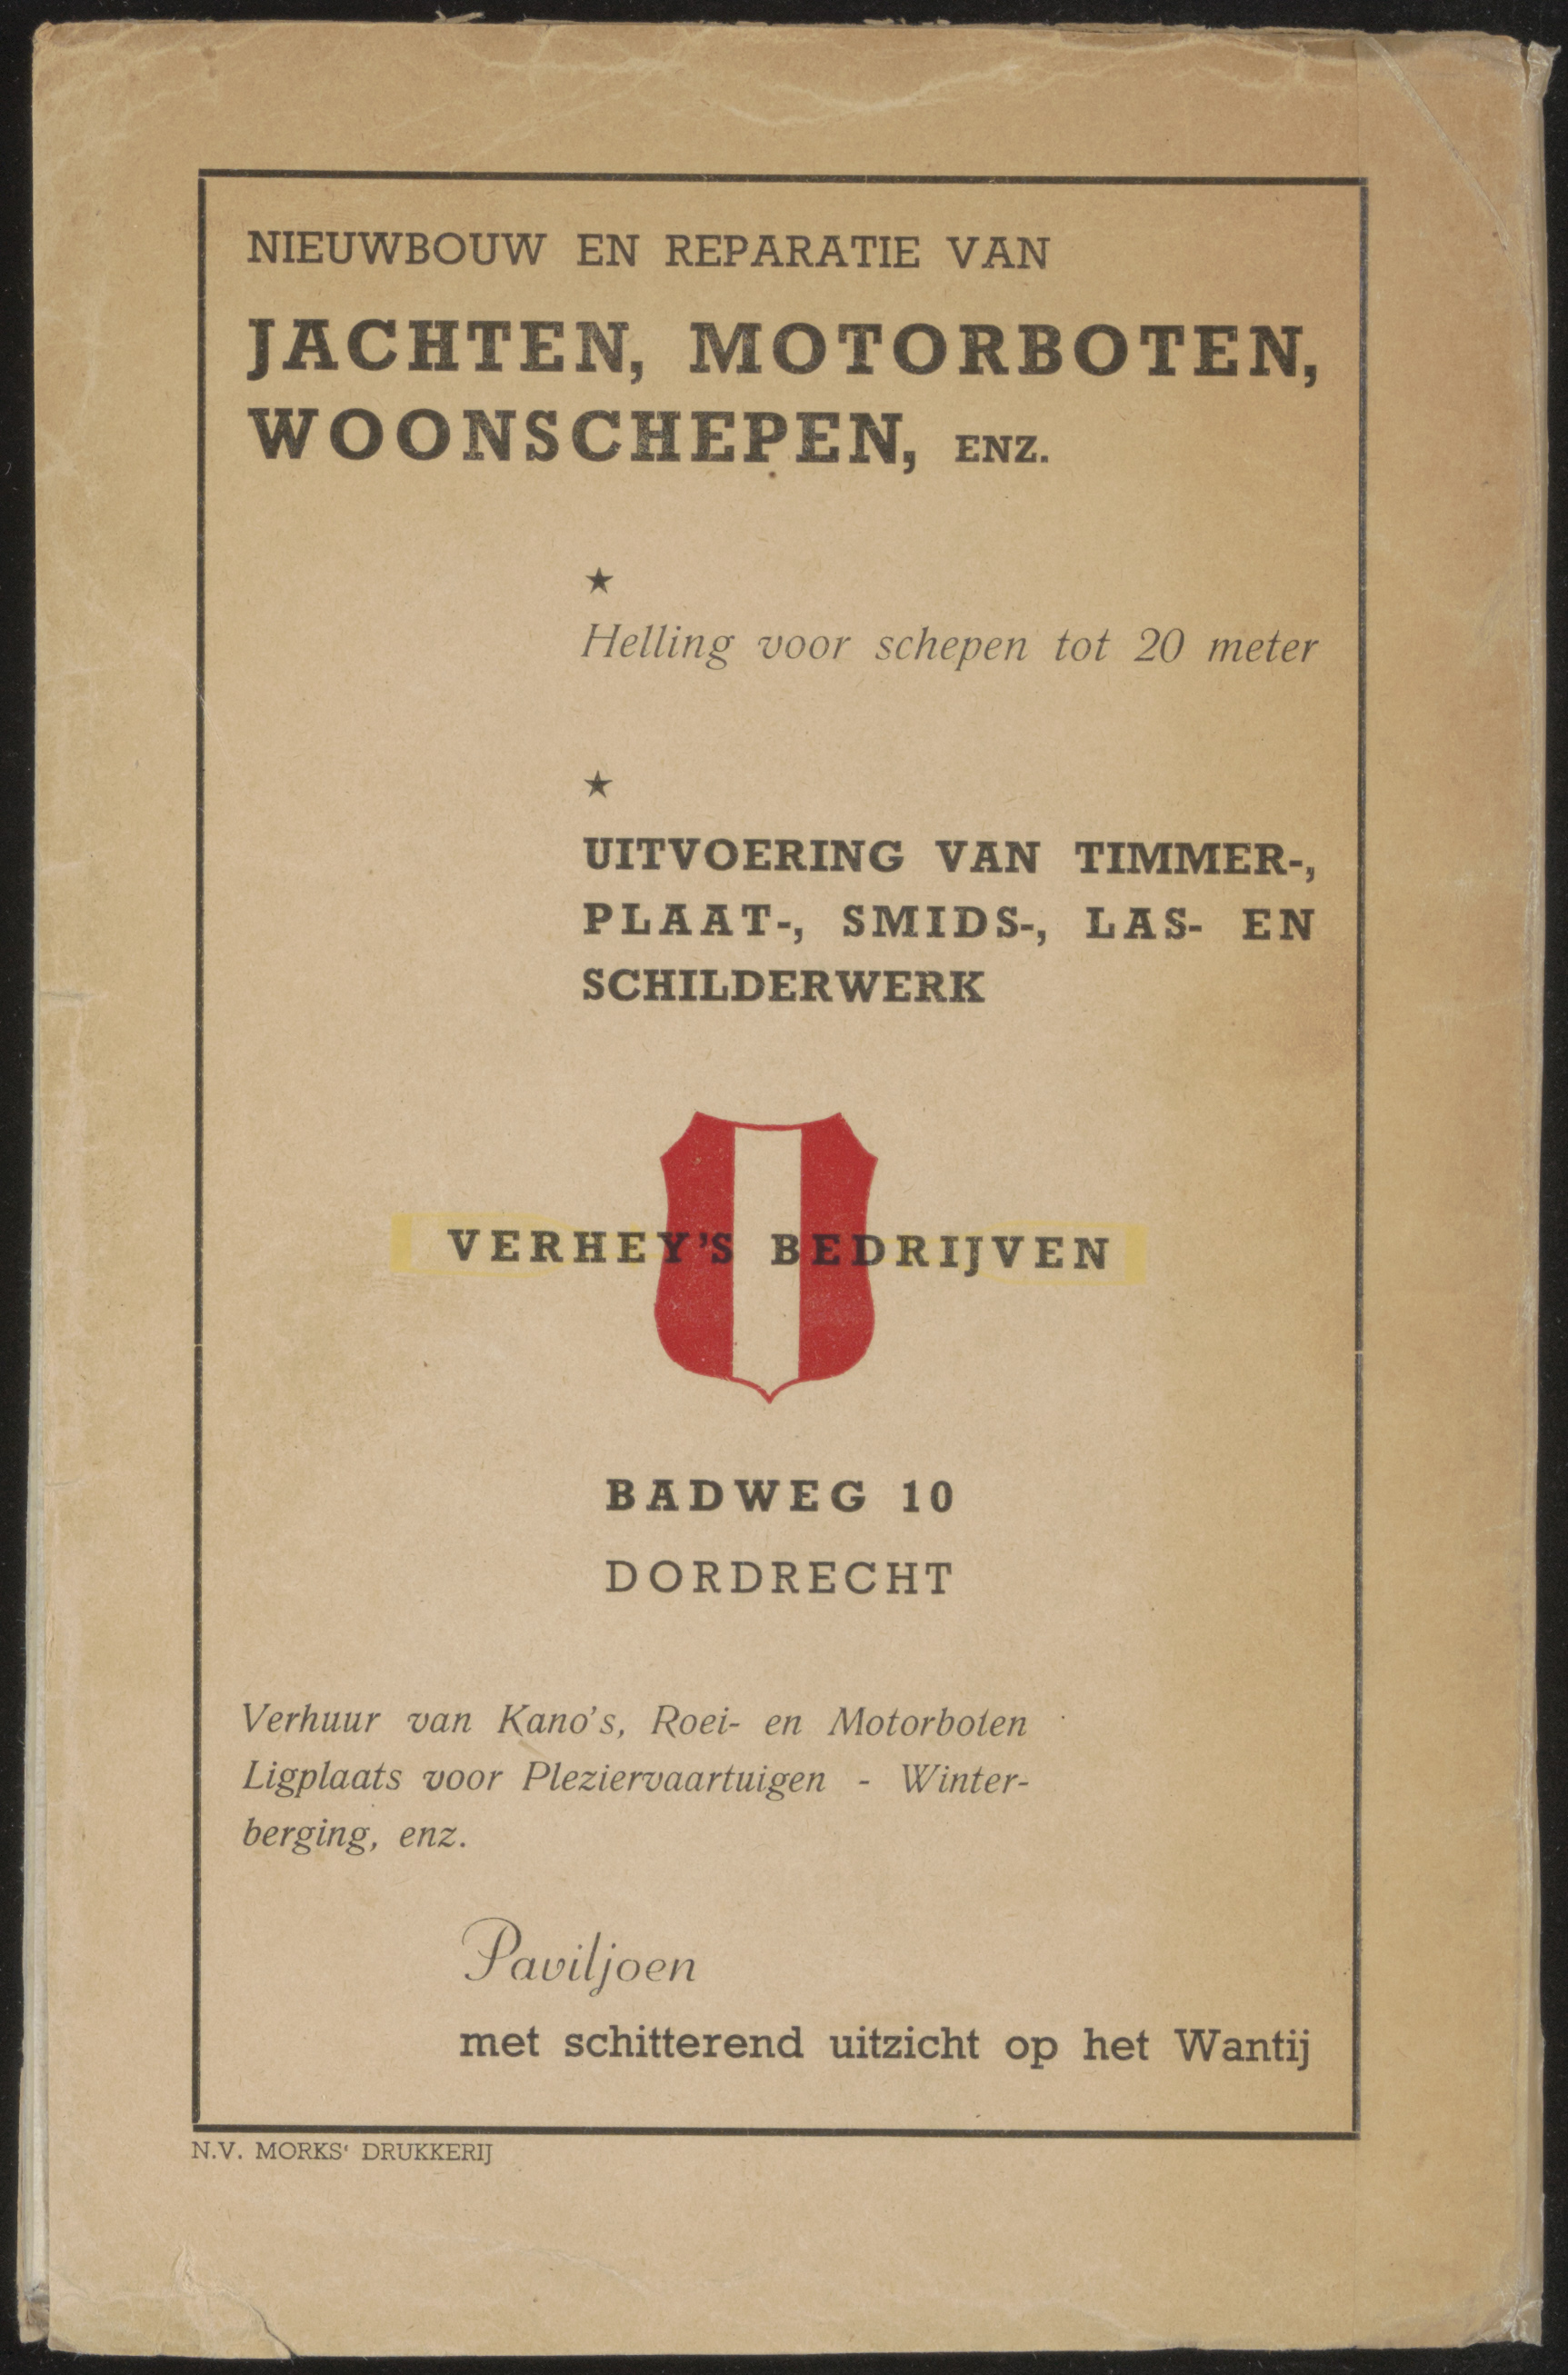 NIEUWBOUW EN REPARATIE VAN
JACHTEN, MOTORBOTEN,
WOONSCHEPEN, ENZ.
★
Helling voor schepen tot 20 meter
★
UITVOERING VAN TIMMER-,
PLAAT-, SMIDS-, LAS- EN
SCHILDERWERK
VERHEY'S BEDRIJVEN
BADWEG 10
DORDRECHT
Verhuur van Kano's, Roei- en Motorboten
Ligplaats voor Pleziervaartuigen - Winter-
berging, enz.
Paviljoen
met schitterend uitzicht op het Wantij
N.V. MORKS' DRUKKERIJ